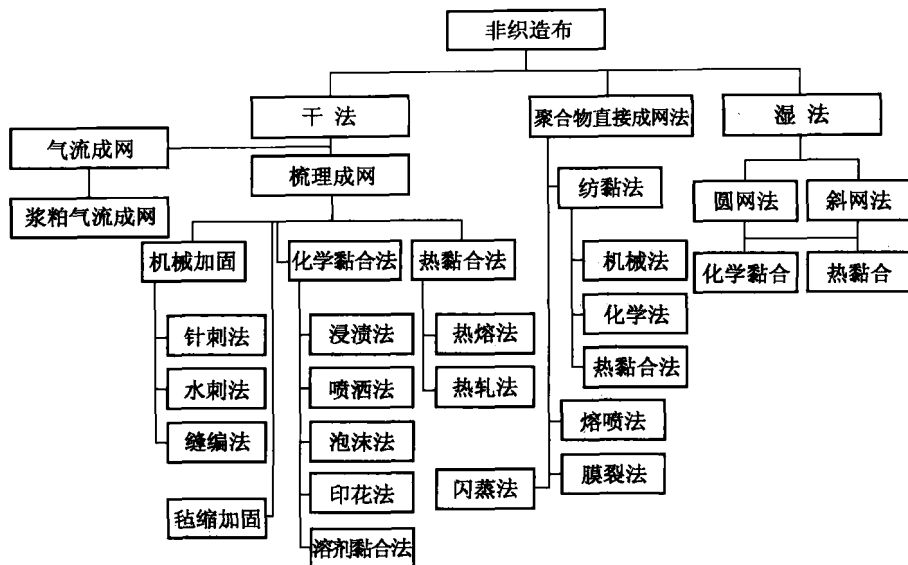 非织造布
干法
聚合物直接成网法
湿法
气流成网
梳理成网
浆粕气流成网
纺黏法
圆网法
斜网法
机械加固
化学黏合法
热黏合法
机械法
化学黏合
热黏合
针刺法
浸渍法
热熔法
化学法
水刺法
喷洒法
热轧法
热黏合法
缝编法
泡沫法
熔喷法
毡缩加固
印花法
闪蒸法
膜裂法
溶剂黏合法